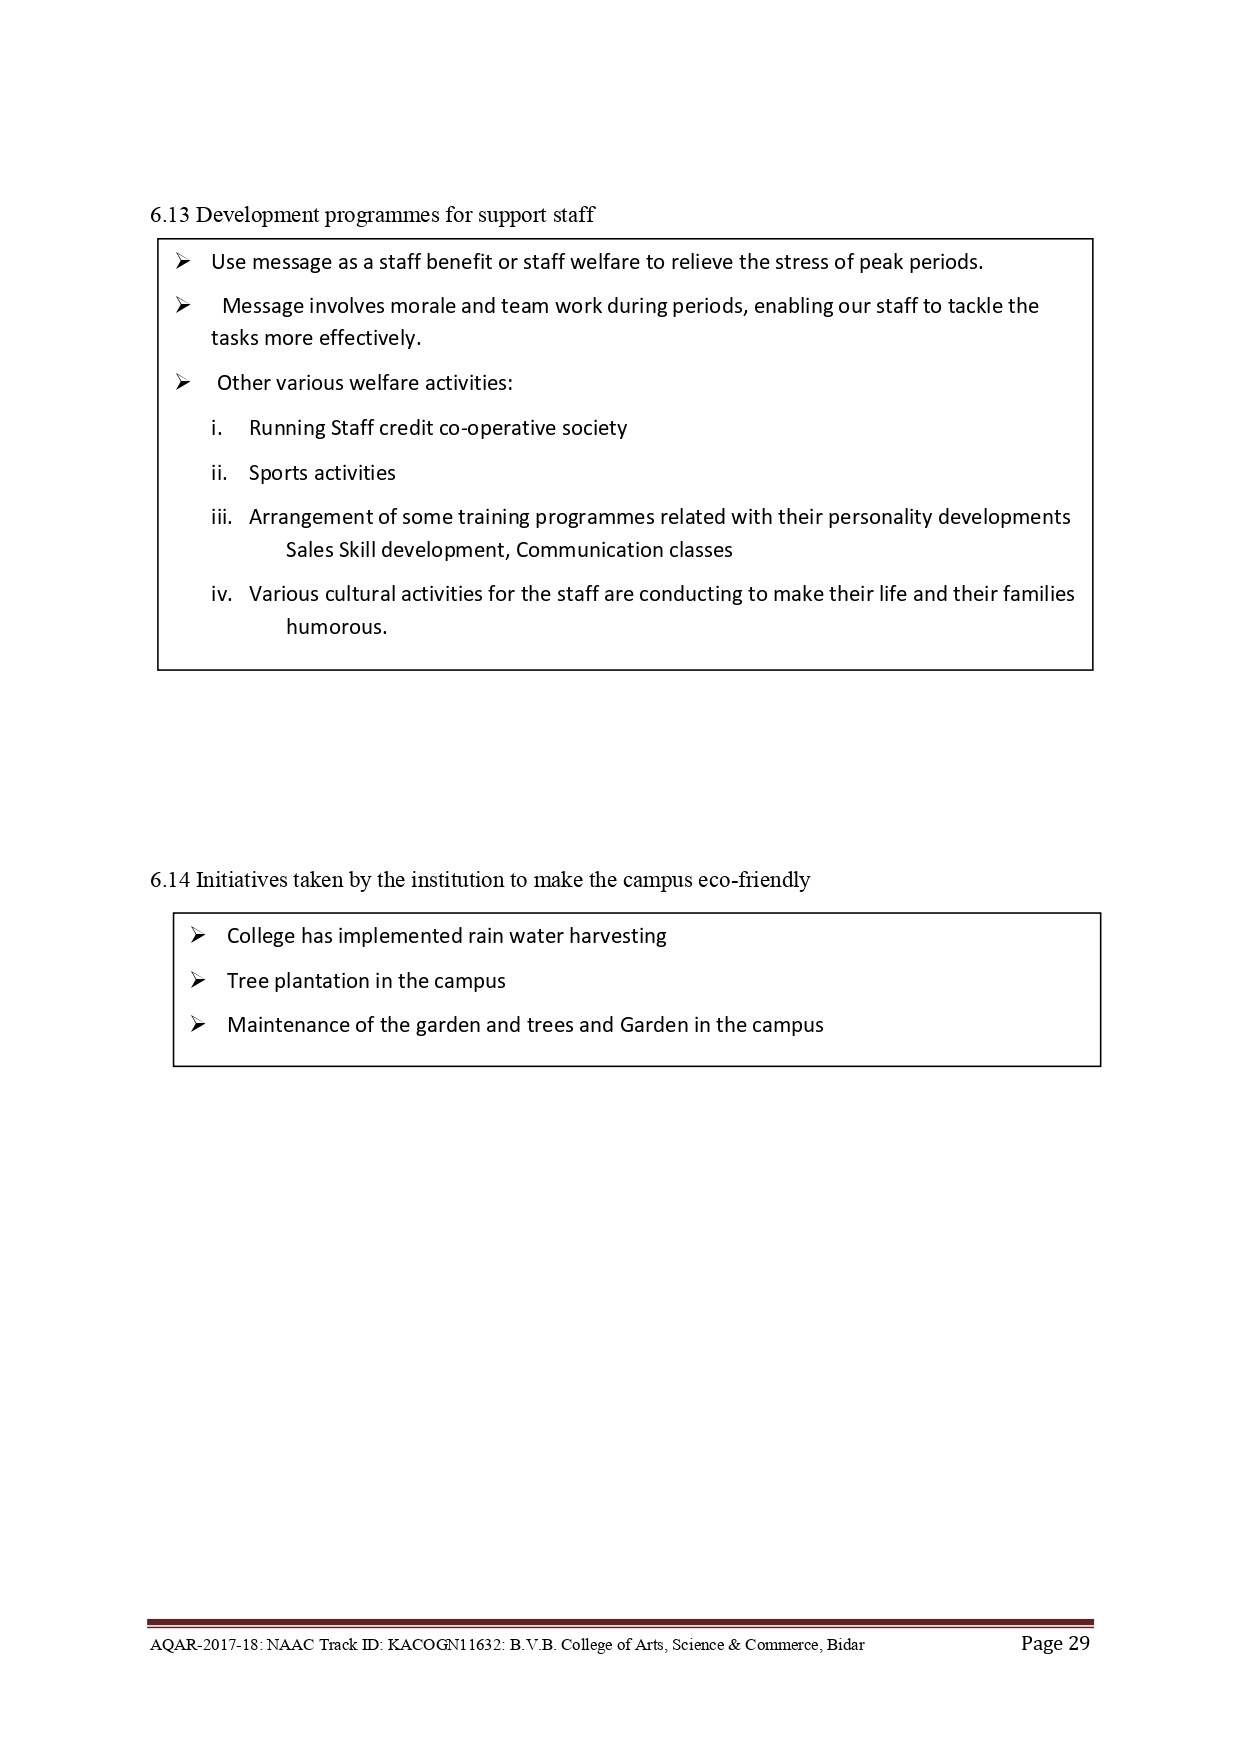 6.13 Development programmes for support staff
➢ Use message as a staff benefit or staff welfare to relieve the stress of peak periods.
➢ Message involves morale and team work during periods, enabling our staff to tackle the
tasks more effectively.
➢ Other various welfare activities:
i. Running Staff credit co-operative society
ii. Sports activities
iii. Arrangement of some training programmes related with their personality developments
Sales Skill development, Communication classes
iv. Various cultural activities for the staff are conducting to make their life and their families
humorous.
6.14 Initiatives taken by the institution to make the campus eco-friendly
➢ College has implemented rain water harvesting
➢ Tree plantation in the campus
➢ Maintenance of the garden and trees and Garden in the campus
AQAR-2017-18: NAAC Track ID: KACOGN11632: B.V.B. College of Arts, Science & Commerce, Bidar Page 29